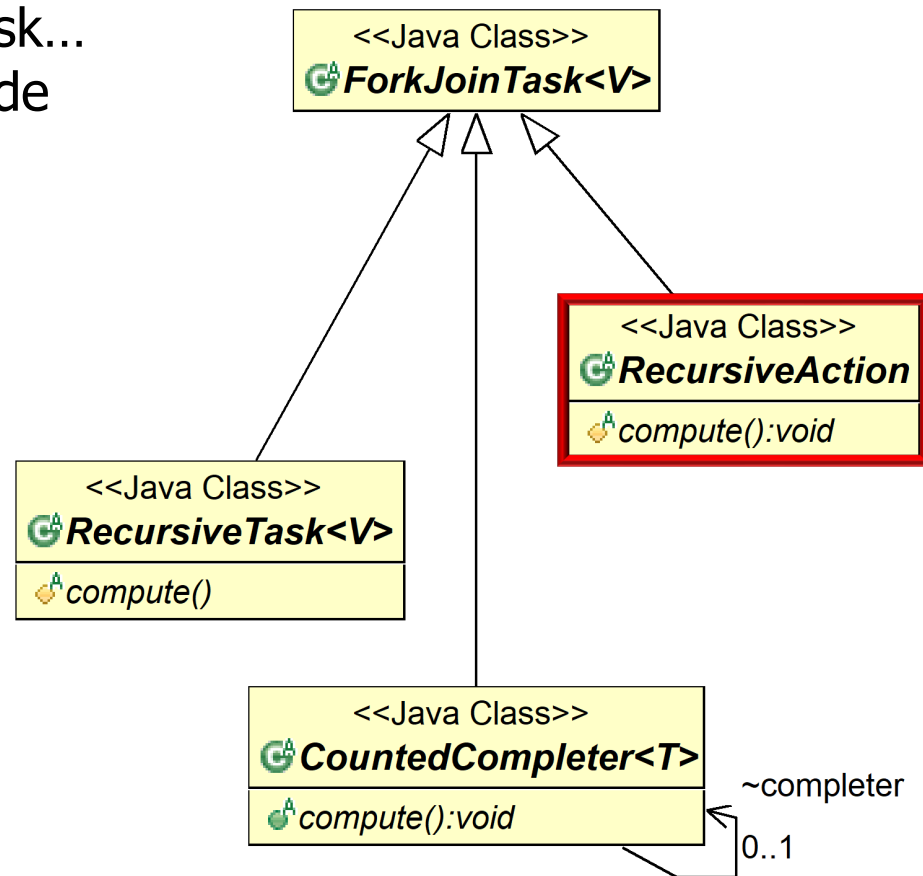 sk...
de
<<Java Class>>
ForkJoinTask<V>
<<Java Class>>
RecursiveAction
compute():void
<<Java Class>>
RecursiveTask<V>
compute()
<<Java Class>>
CountedCompleter<T>
compute():void
~completer
0..1